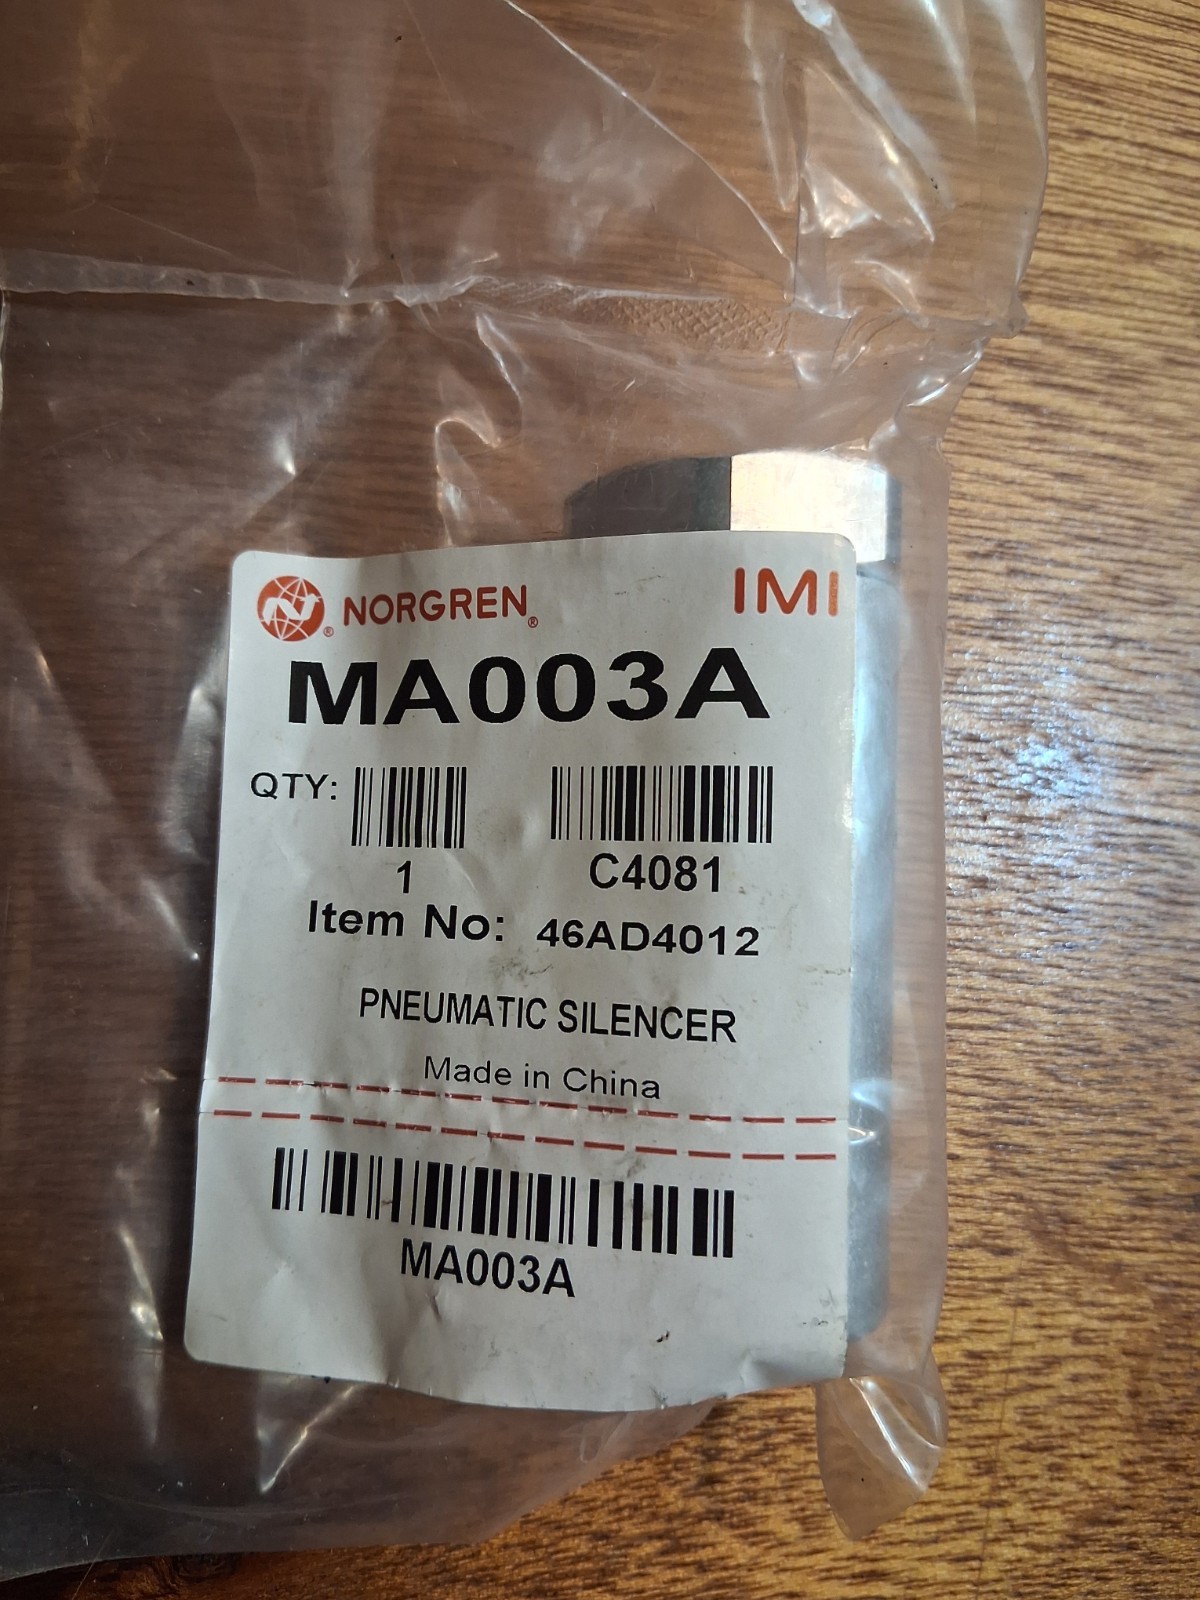 NORGREN® IMI
MA003A
QTY:
1 C4081
Item No: 46AD4012
PNEUMATIC SILENCER
Made in China
MA003A